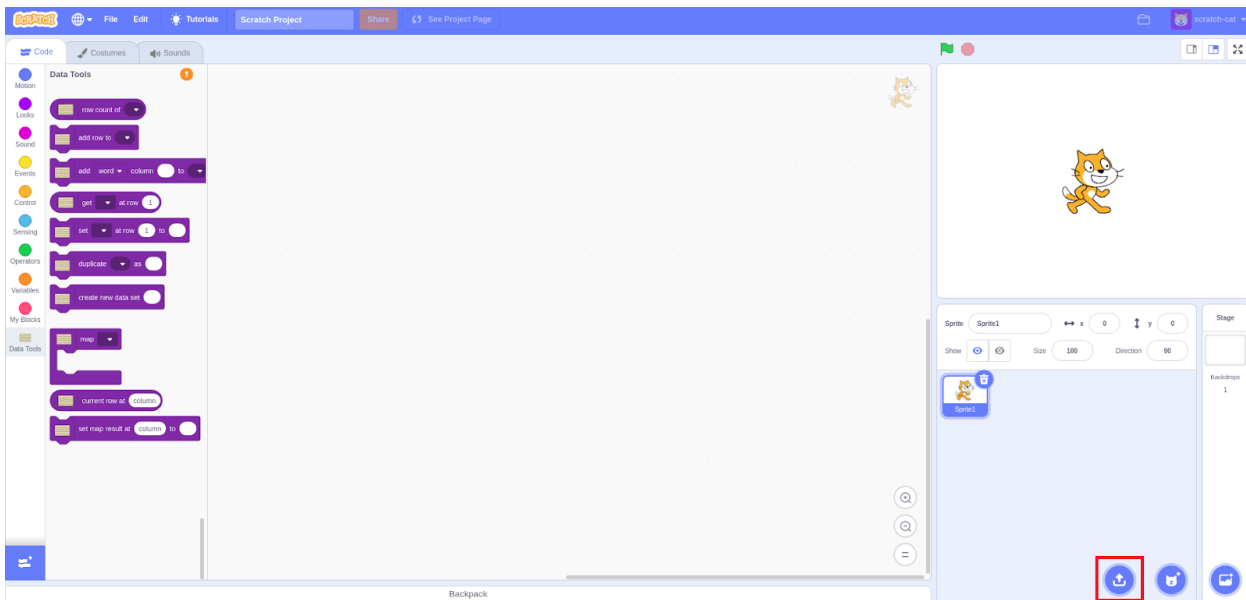 SCRATCH File Edit Tutorials Scratch Project Share See Project Page scratch-cat
Code Costumes Sounds
Motion
Looks
Sound
Events
Control
Sensing
Operators
Variables
My Blocks
Data Tools
Data Tools
row count of
add row to
add word column to
get at row 1
set at row 1 to
duplicate as
create new data set
map
current row at column
set map result at column to
Backpack
Sprite Sprite1 x 0 y 0
Show Size 100 Direction 90
Sprite1
Stage
Backdrops
1